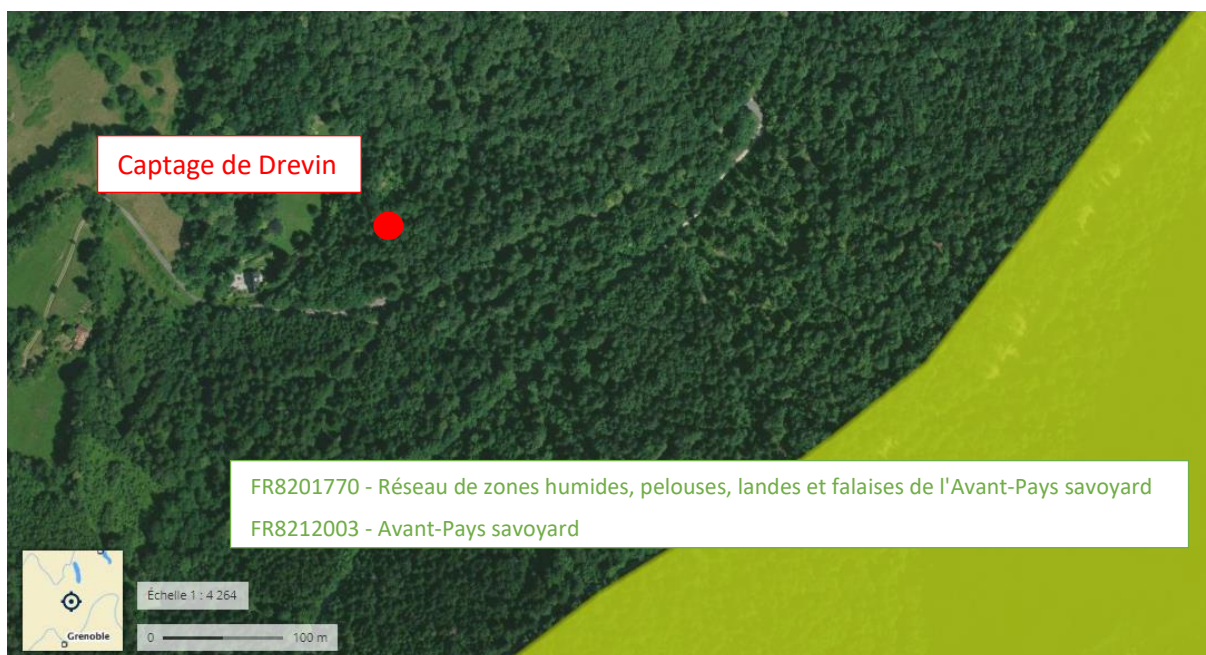 Captage de Drevin
FR8201770 - Réseau de zones humides, pelouses, landes et falaises de l'Avant-Pays savoyard
FR8212003 - Avant-Pays savoyard
Échelle 1 : 4 264
Grenoble
0 100 m